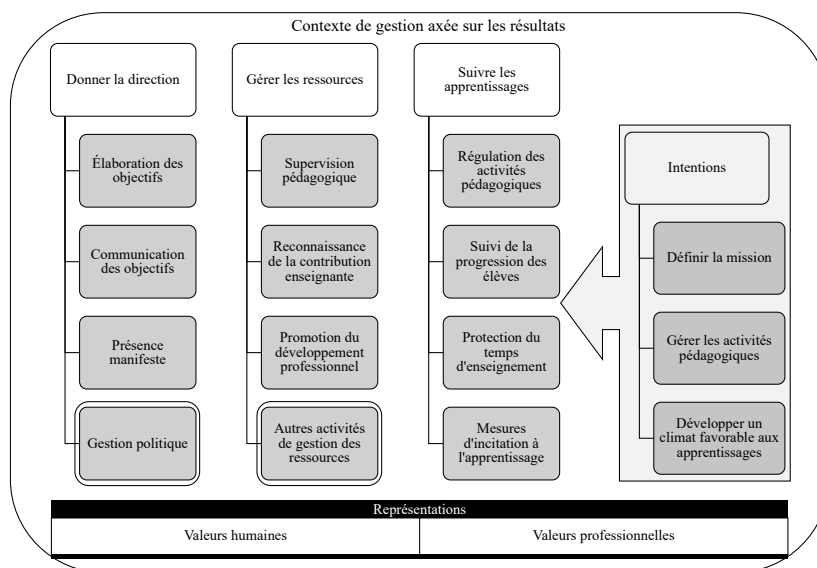 Contexte de gestion axée sur les résultats
Donner la direction
Élaboration des
objectifs
Communication
des objectifs
Présence
manifeste
Gestion politique
Gérer les ressources
Supervision
pédagogique
Reconnaissance
de la contribution
enseignante
Promotion du
développement
professionnel
Autres activités
de gestion des
ressources
Suivre les
apprentissages
Régulation des
activités
pédagogiques
Suivi de la
progression des
élèves
Protection du
temps
d'enseignement
Mesures
d'incitation à
l'apprentissage
Intentions
Définir la mission
Gérer les activités
pédagogiques
Développer un
climat favorable aux
apprentissages
Représentations
Valeurs humaines
Valeurs professionnelles